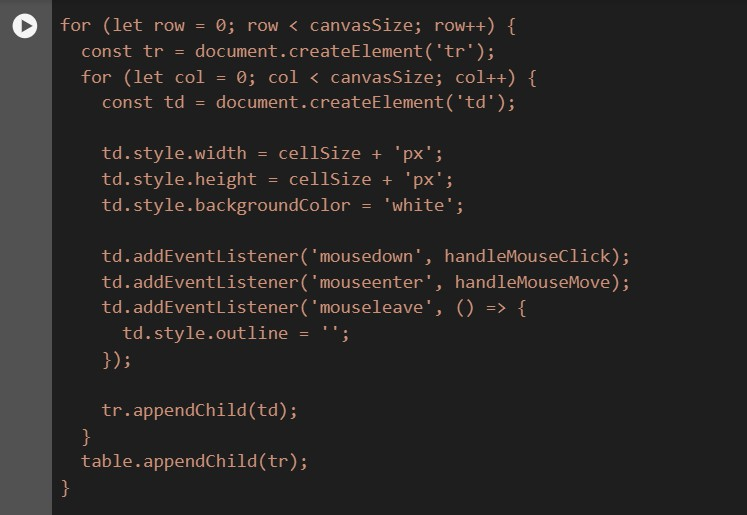 for (let row = 0; row < canvasSize; row++) {
  const tr = document.createElement('tr');
  for (let col = 0; col < canvasSize; col++) {
    const td = document.createElement('td');

    td.style.width = cellSize + 'px';
    td.style.height = cellSize + 'px';
    td.style.backgroundColor = 'white';

    td.addEventListener('mousedown', handleMouseClick);
    td.addEventListener('mouseenter', handleMouseMove);
    td.addEventListener('mouseleave', () => {
      td.style.outline = '';
    });

    tr.appendChild(td);
  }
  table.appendChild(tr);
}